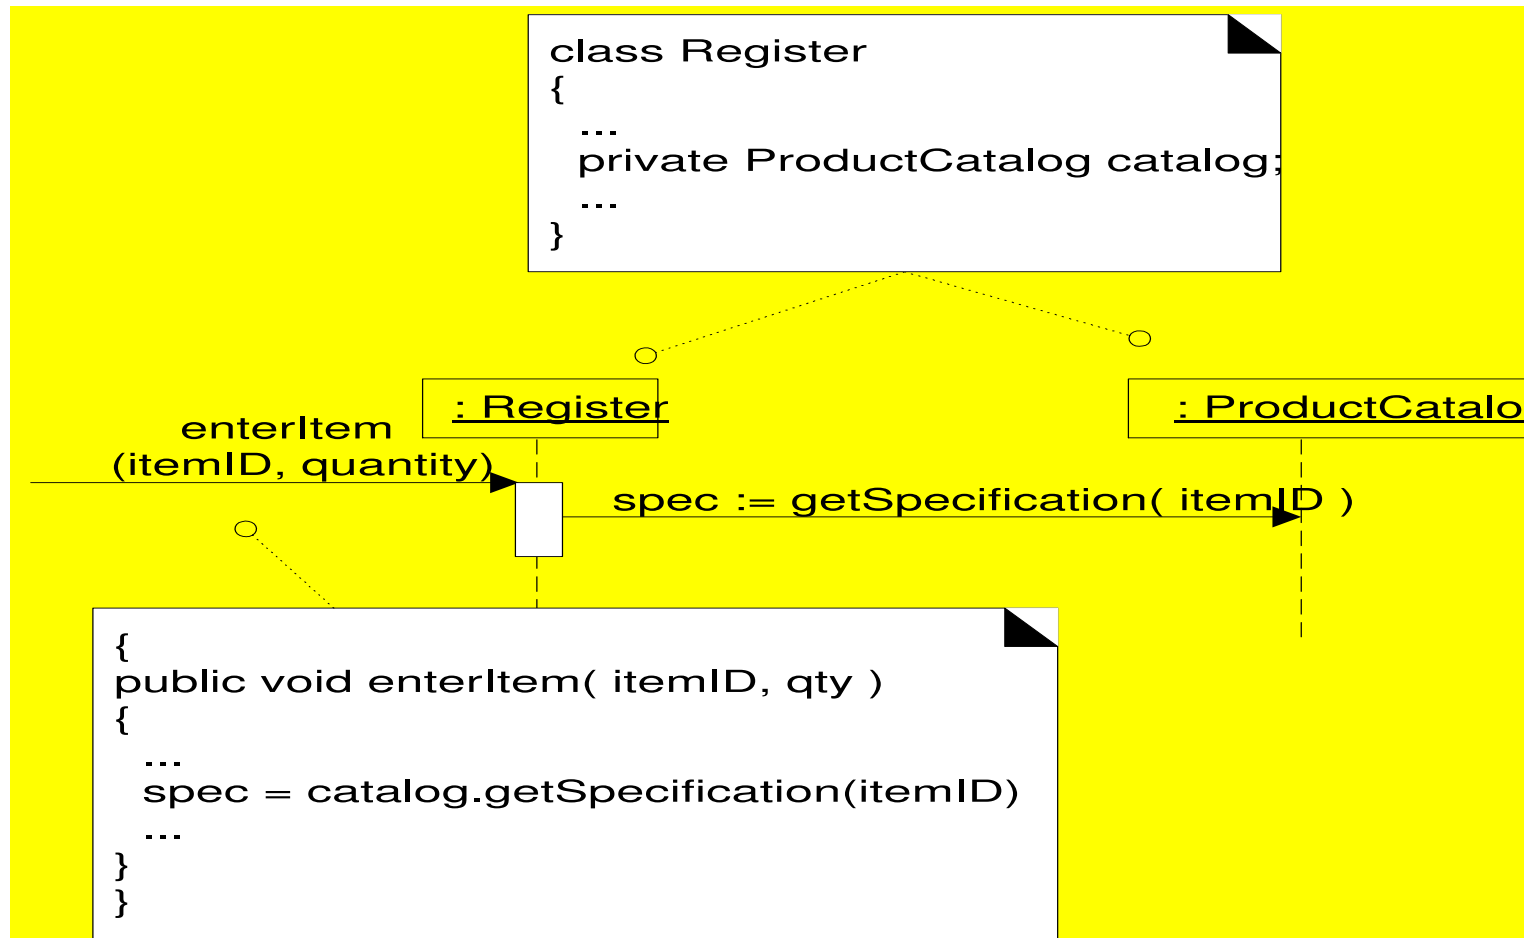 class Register
{
...
private ProductCatalog catalog;
...
}
: Register
: ProductCatalo
enterItem
(itemID, quantity)
spec := getSpecification( itemID )
{
public void enterItem( itemID, qty )
{
...
spec = catalog.getSpecification(itemID)
...
}
}